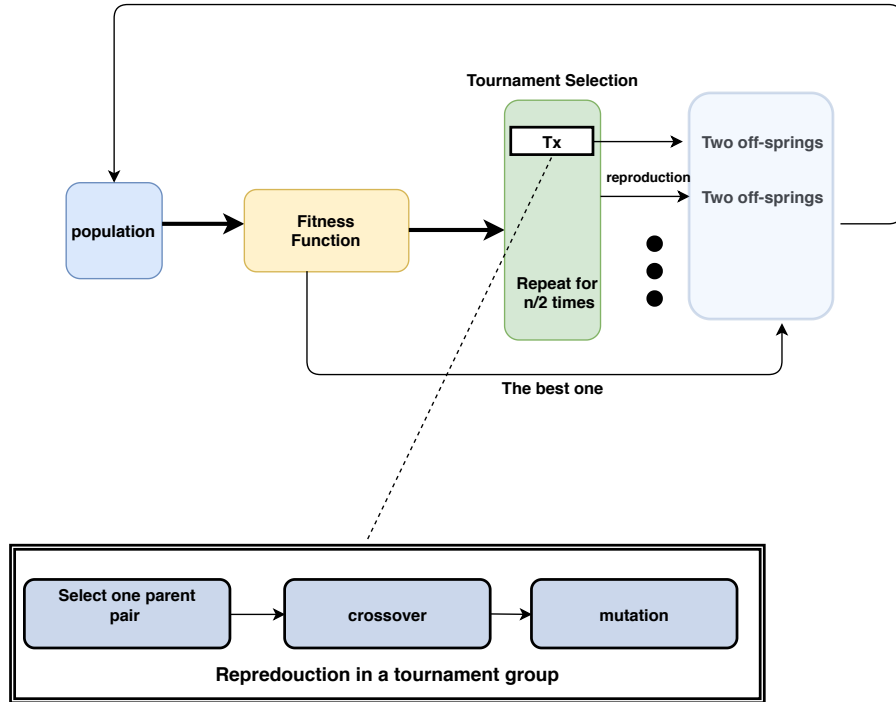 Tournament Selection
Tx
Two off-springs
reproduction
Two off-springs
population
Fitness
Function
Repeat for
n/2 times
The best one
Select one parent
pair
crossover
mutation
Repredouction in a tournament group